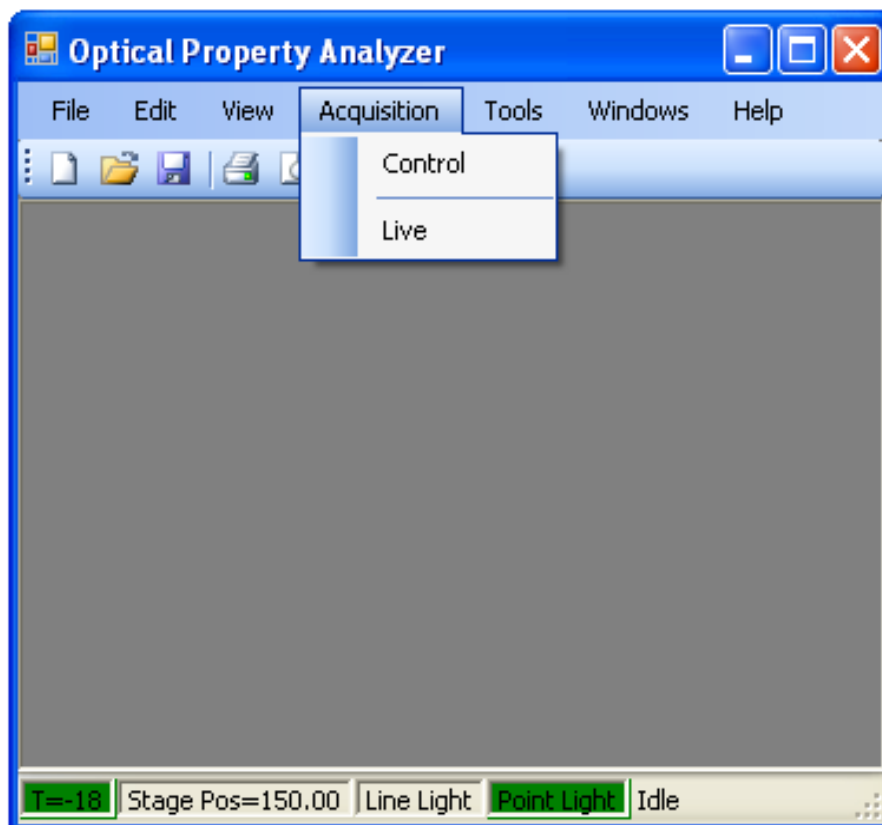 Optical Property Analyzer
File Edit View Acquisition Tools Windows Help
Control
Live
T=-18 Stage Pos=150.00 Line Light Point Light Idle